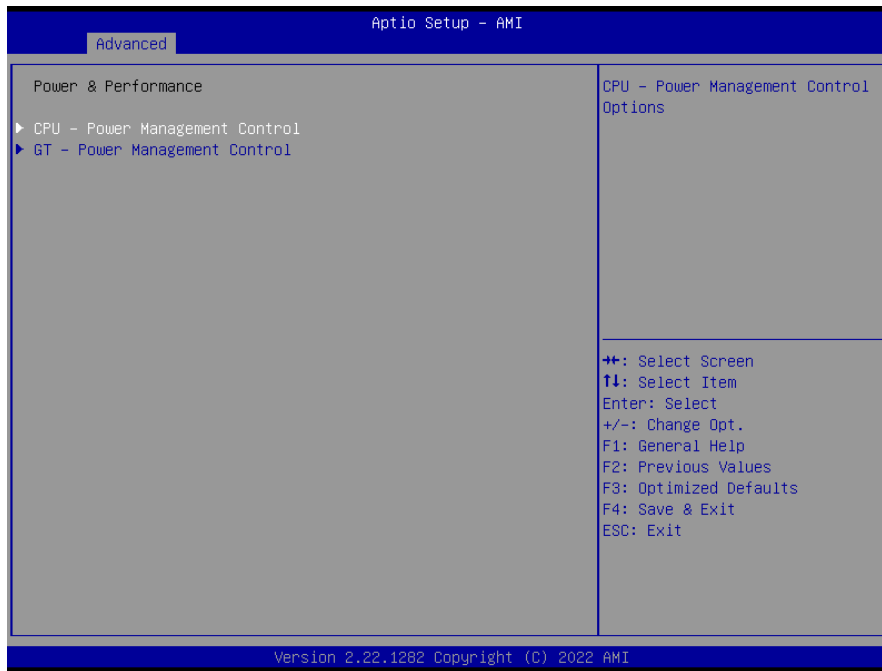 Aptio Setup – AMI
Advanced
Power & Performance
CPU – Power Management Control
GT – Power Management Control
CPU – Power Management Control
Options
→←: Select Screen
↑↓: Select Item
Enter: Select
+/-: Change Opt.
F1: General Help
F2: Previous Values
F3: Optimized Defaults
F4: Save & Exit
ESC: Exit
Version 2.22.1282 Copyright (C) 2022 AMI